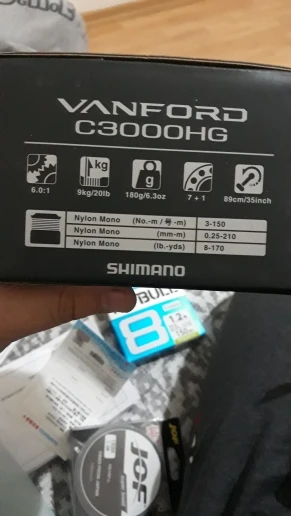 VANFORD
C3000HG
kg
g
6.0:1
9kg/20lb
180g/6.3oz
7 + 1
89cm/35inch
Nylon Mono (No.-m / 号-m) 3-150
Nylon Mono (mm-m) 0.25-210
Nylon Mono (lb.-yds) 8-170
SHIMANO
8
1.2
150
JOF